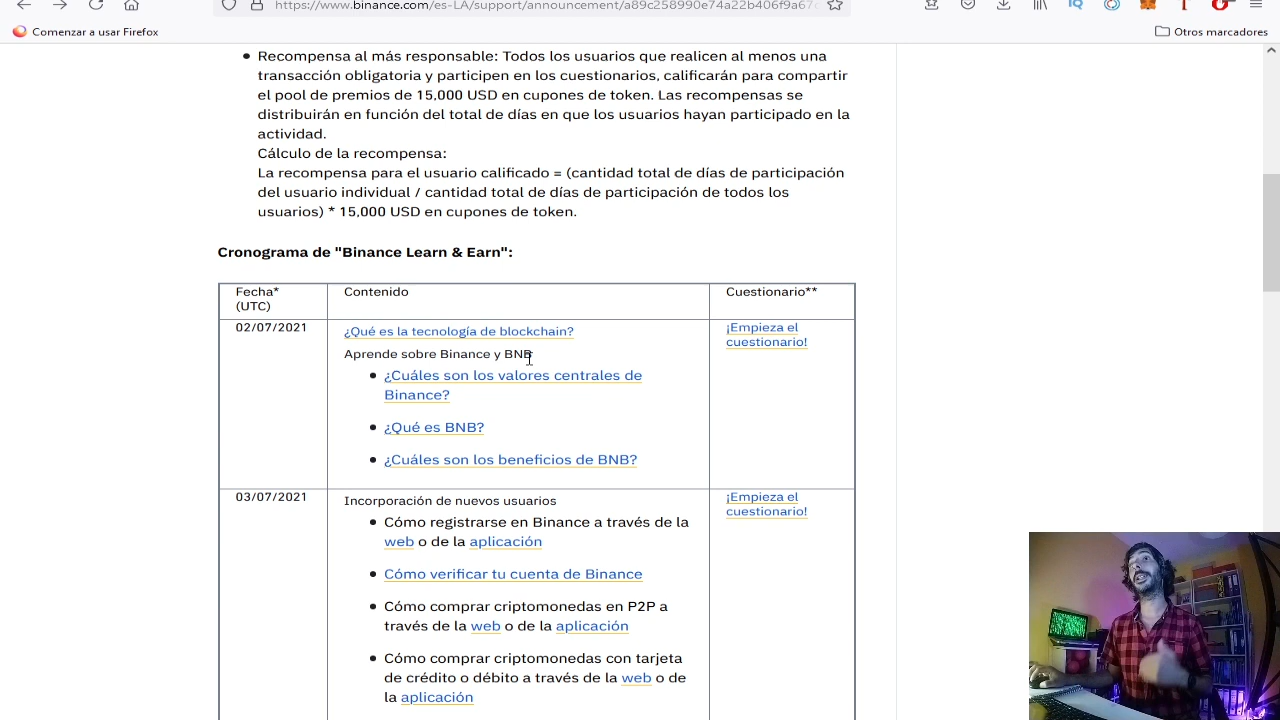 https://www.binance.com/es-LA/support/announcement/a89c258990e74a22b406f9a67c
Comenzar a usar Firefox
Otros marcadores
Recompensa al más responsable: Todos los usuarios que realicen al menos una
transacción obligatoria y participen en los cuestionarios, calificarán para compartir
el pool de premios de 15,000 USD en cupones de token. Las recompensas se
distribuirán en función del total de días en que los usuarios hayan participado en la
actividad.
Cálculo de la recompensa:
La recompensa para el usuario calificado = (cantidad total de días de participación
del usuario individual / cantidad total de días de participación de todos los
usuarios) * 15,000 USD en cupones de token.
Cronograma de "Binance Learn & Earn":
Fecha*
(UTC)
Contenido
Cuestionario**
02/07/2021
¿Qué es la tecnología de blockchain?
Aprende sobre Binance y BNB
¿Cuáles son los valores centrales de
Binance?
¿Qué es BNB?
¿Cuáles son los beneficios de BNB?
¡Empieza el
cuestionario!
03/07/2021
Incorporación de nuevos usuarios
Cómo registrarse en Binance a través de la
web o de la aplicación
Cómo verificar tu cuenta de Binance
Cómo comprar criptomonedas en P2P a
través de la web o de la aplicación
Cómo comprar criptomonedas con tarjeta
de crédito o débito a través de la web o de
la aplicación
¡Empieza el
cuestionario!